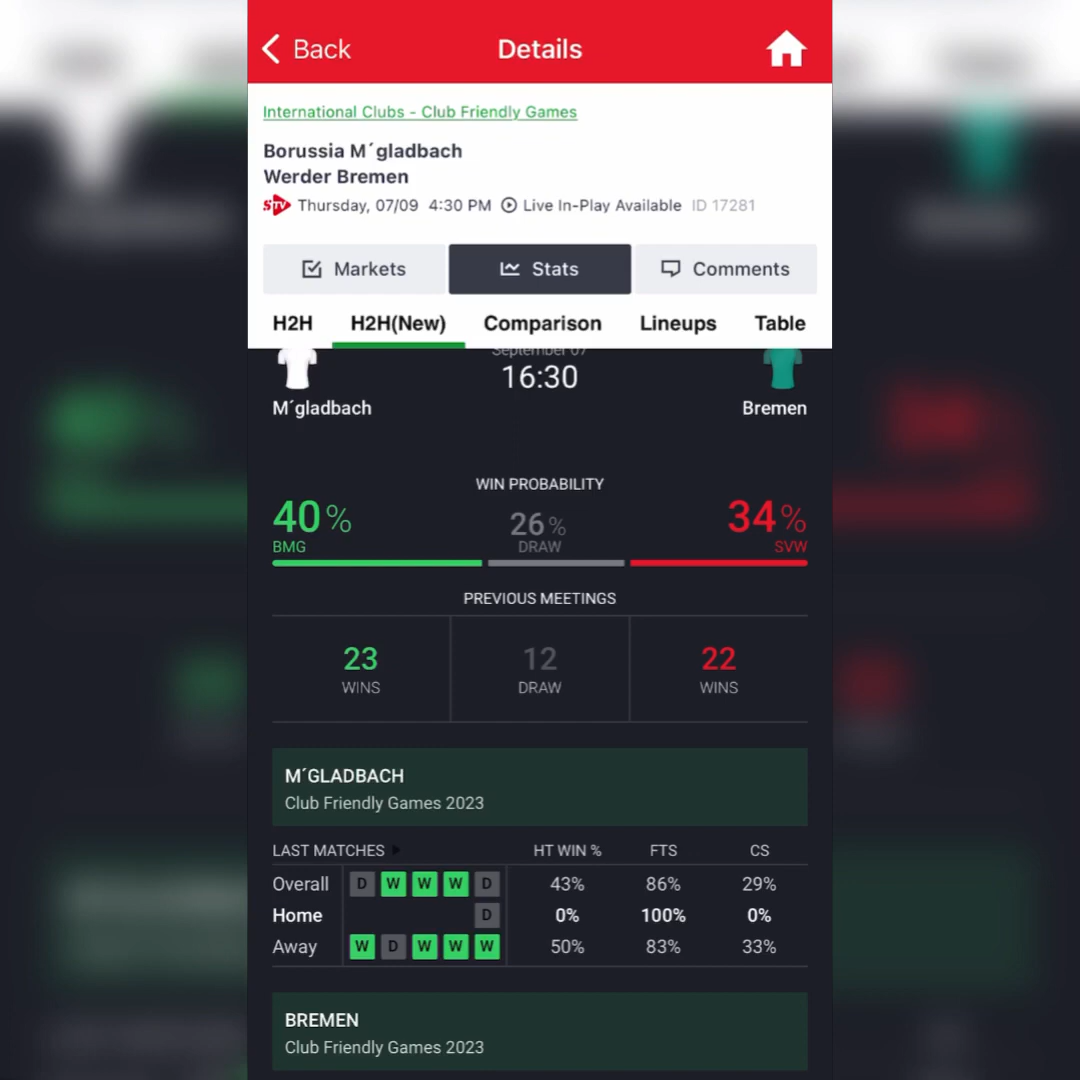 Back
Details
International Clubs - Club Friendly Games
Borussia M´gladbach
Werder Bremen
STV Thursday, 07/09 4:30 PM Live In-Play Available ID 17281
Markets
Stats
Comments
H2H H2H(New) Comparison Lineups Table
September 07
16:30
M´gladbach
Bremen
WIN PROBABILITY
40% 26% 34%
BMG DRAW SVW
PREVIOUS MEETINGS
23 12 22
WINS DRAW WINS
M´GLADBACH
Club Friendly Games 2023
LAST MATCHES HT WIN % FTS CS
Overall D W W W D 43% 86% 29%
Home D 0% 100% 0%
Away W D W W W 50% 83% 33%
BREMEN
Club Friendly Games 2023